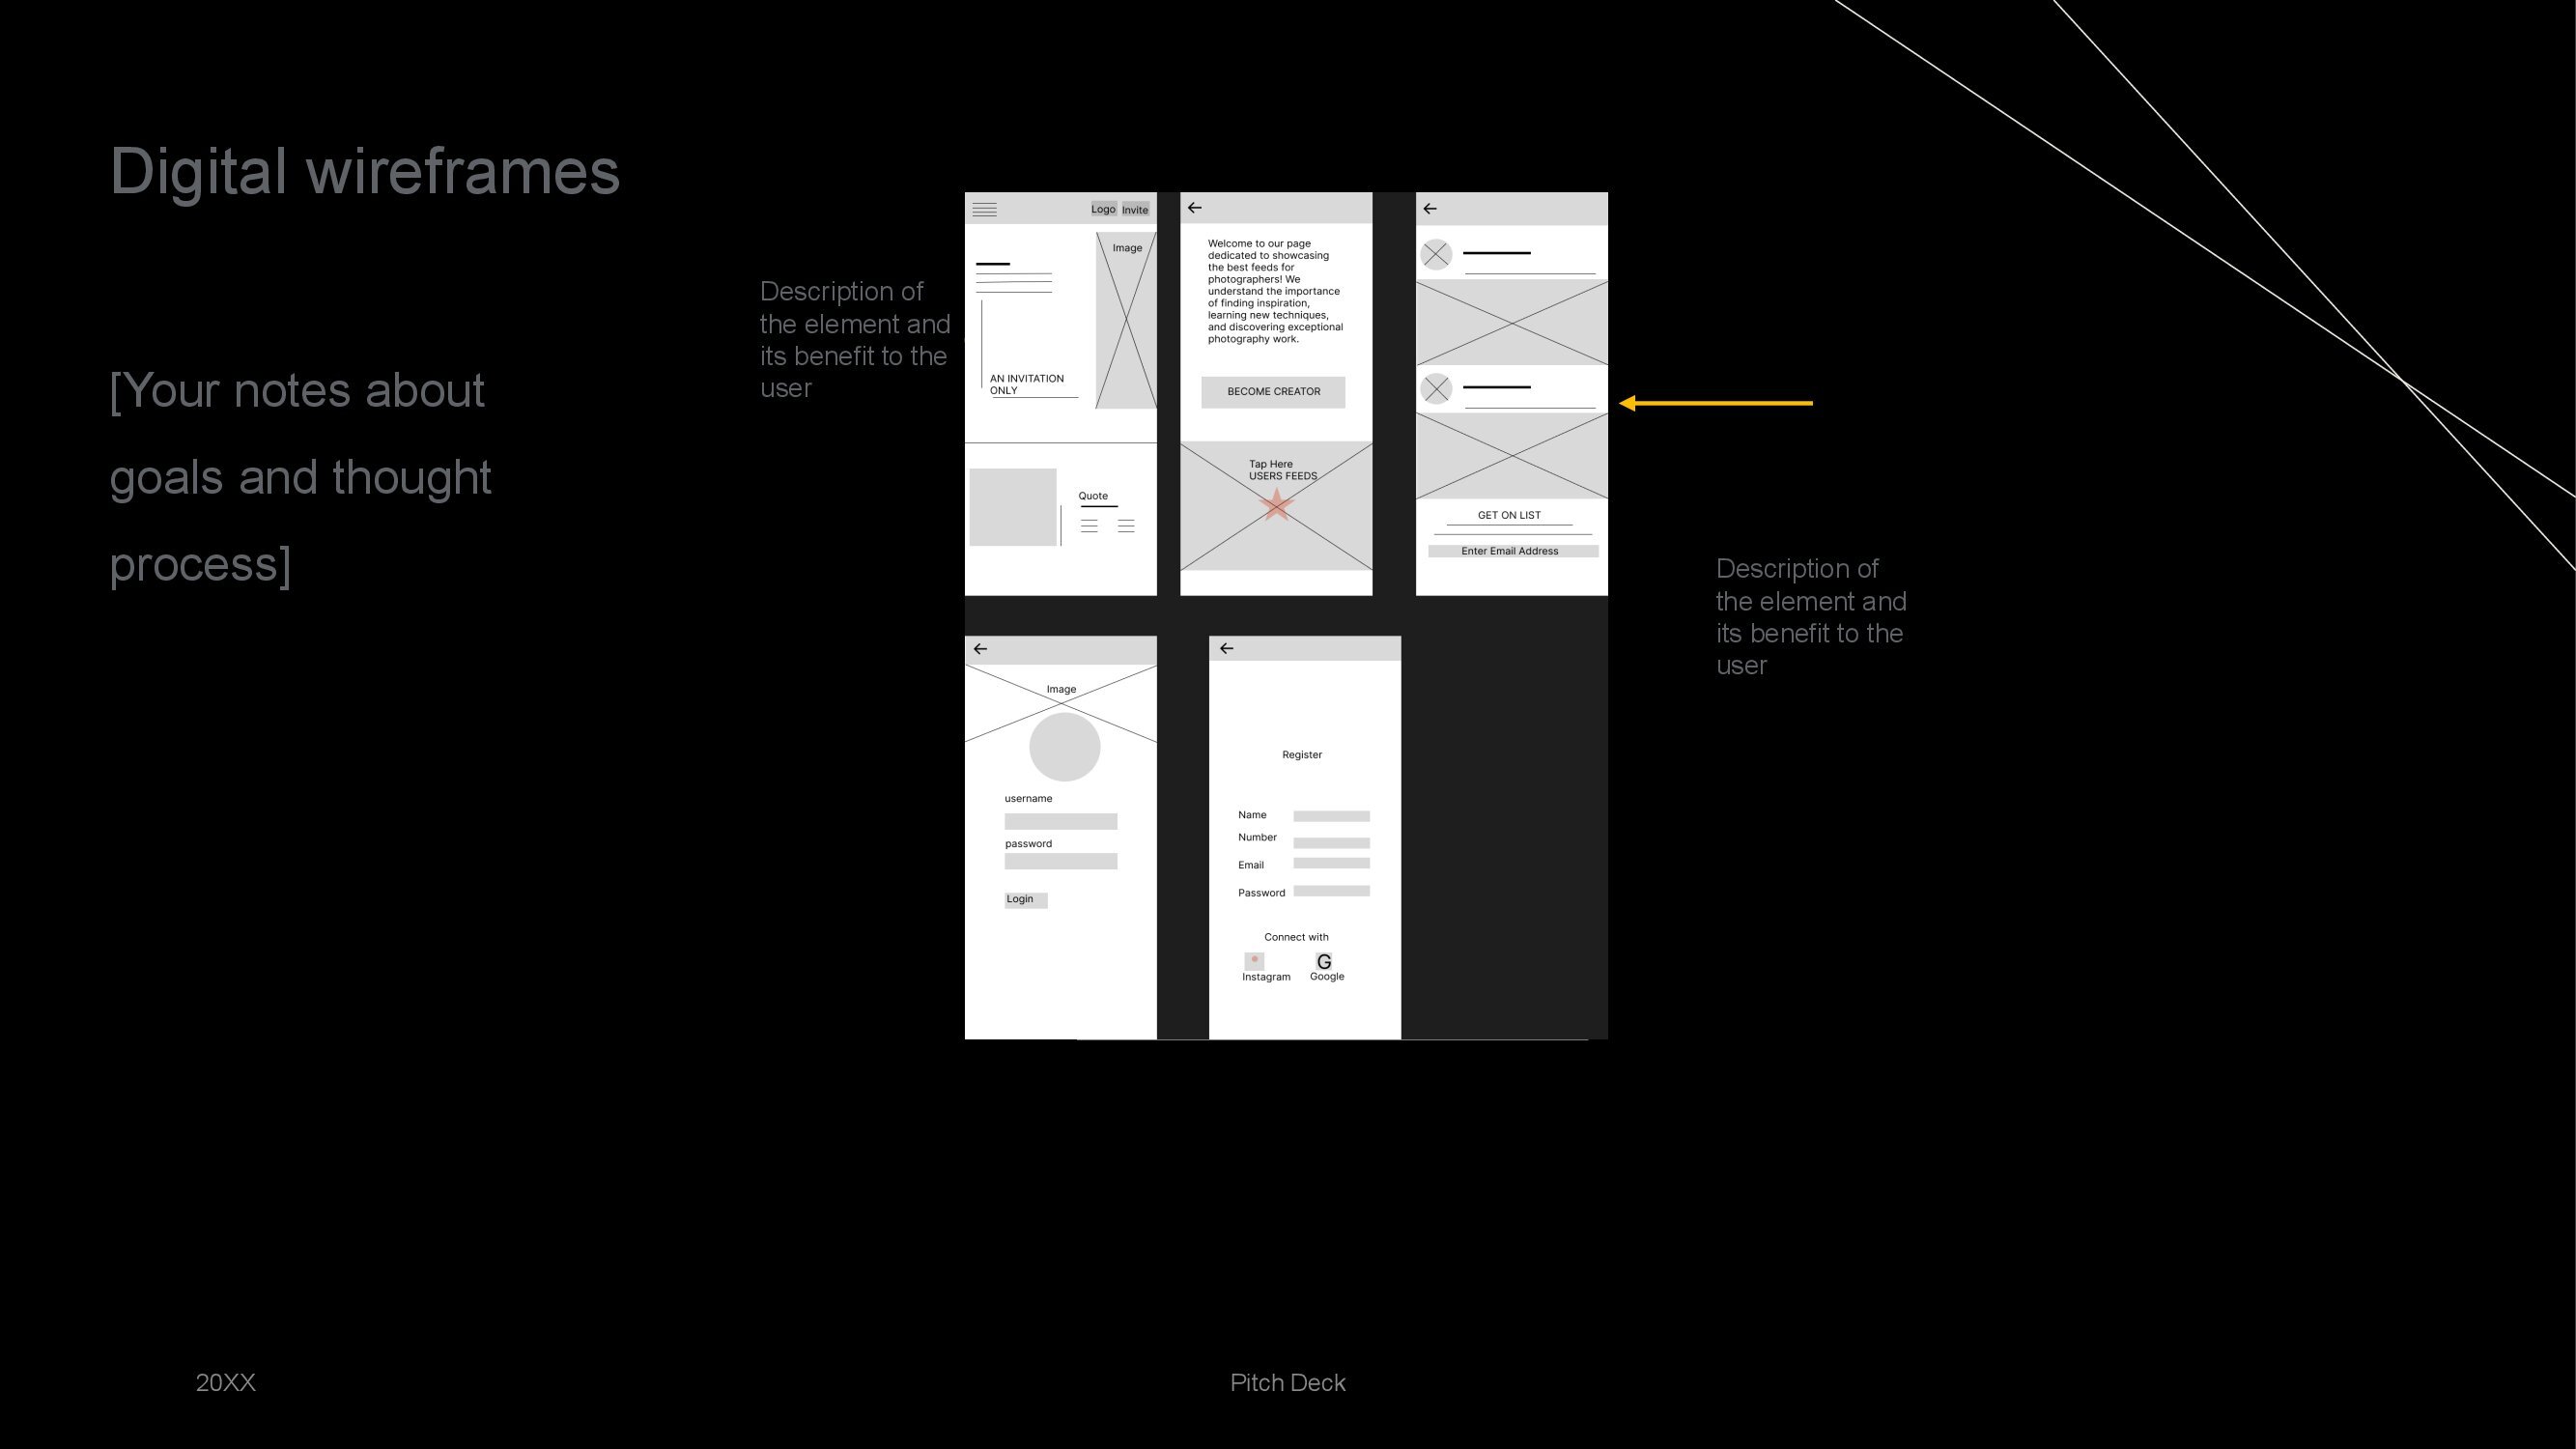 Digital wireframes
[Your notes about
goals and thought
process]
Description of
the element and
its benefit to the
user
Logo
Invite
Image
AN INVITATION
ONLY
Quote
Welcome to our page
dedicated to showcasing
the best feeds for
photographers! We
understand the importance
of finding inspiration,
learning new techniques,
and discovering exceptional
photography work.
BECOME CREATOR
Tap Here
USERS FEEDS
GET ON LIST
Enter Email Address
Image
username
password
Login
Register
Name
Number
Email
Password
Connect with
G
Instagram
Google
Description of
the element and
its benefit to the
user
20XX
Pitch Deck